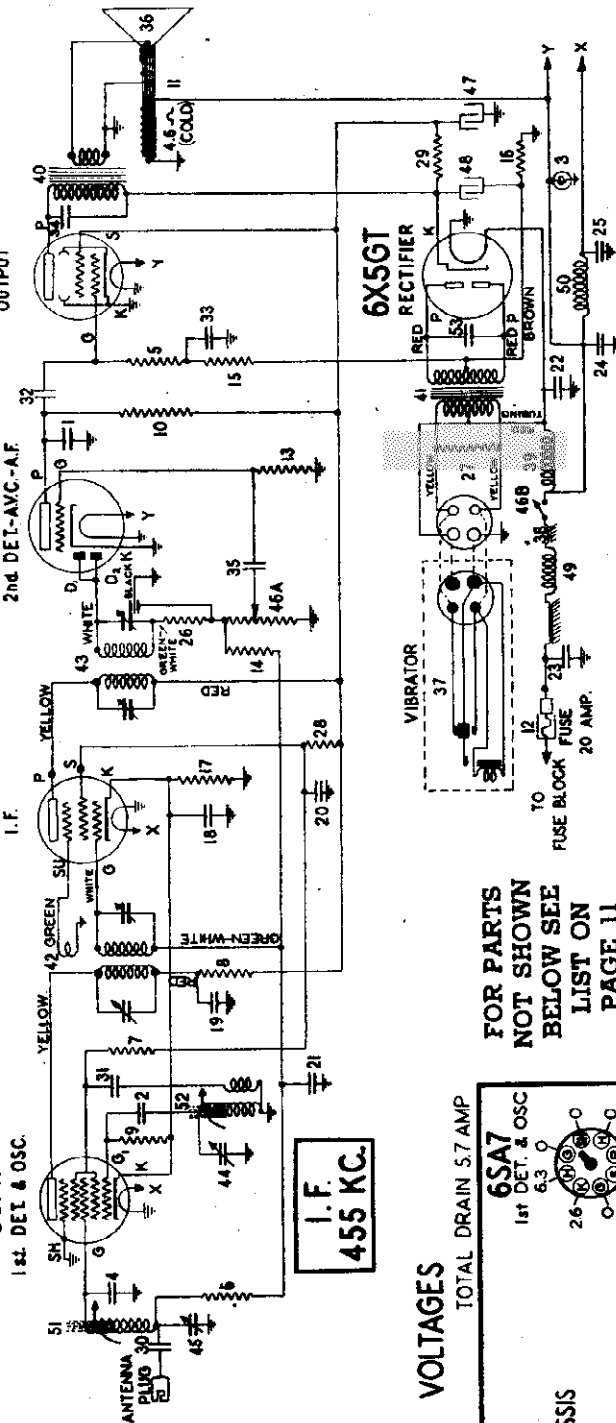 OUTPUT
2nd DET-AVC-A.F.
I.F.
1st. DET. & OSC.
36
11
4.6 Ω
(COLD)
40
34
P
S
G
K
Y
32
5
33
15
10
1
P
G
D
D2
BLACK
K
Y
13
35
46A
WHITE
43
GREEN-WHITE
26
14
RED
YELLOW
P
S
K
X
SU
G
WHITE
42 GREEN
17
18
20
28
GREEN-WHITE
YELLOW
8
19
7
31
2
9
G1
K
X
52
44
21
SH
G
4
51
6
30
45
ANTENNA
PLUG
I.F.
455 KC.
47
29
48
16
K
6X5GT
RECTIFIER
RED
P
53
RED P
BROWN
41
TUBING
YELLOW
27
YELLOW
VIBRATOR
37
Y
X
3
50
25
24
22
46B
38
49
23
12
FUSE
20 AMP.
TO
FUSE BLOCK
FOR PARTS
NOT SHOWN
BELOW SEE
LIST ON
PAGE 11
VOLTAGES
TOTAL DRAIN 5.7 AMP
6SA7
1st DET. & OSC
6.3
2.6